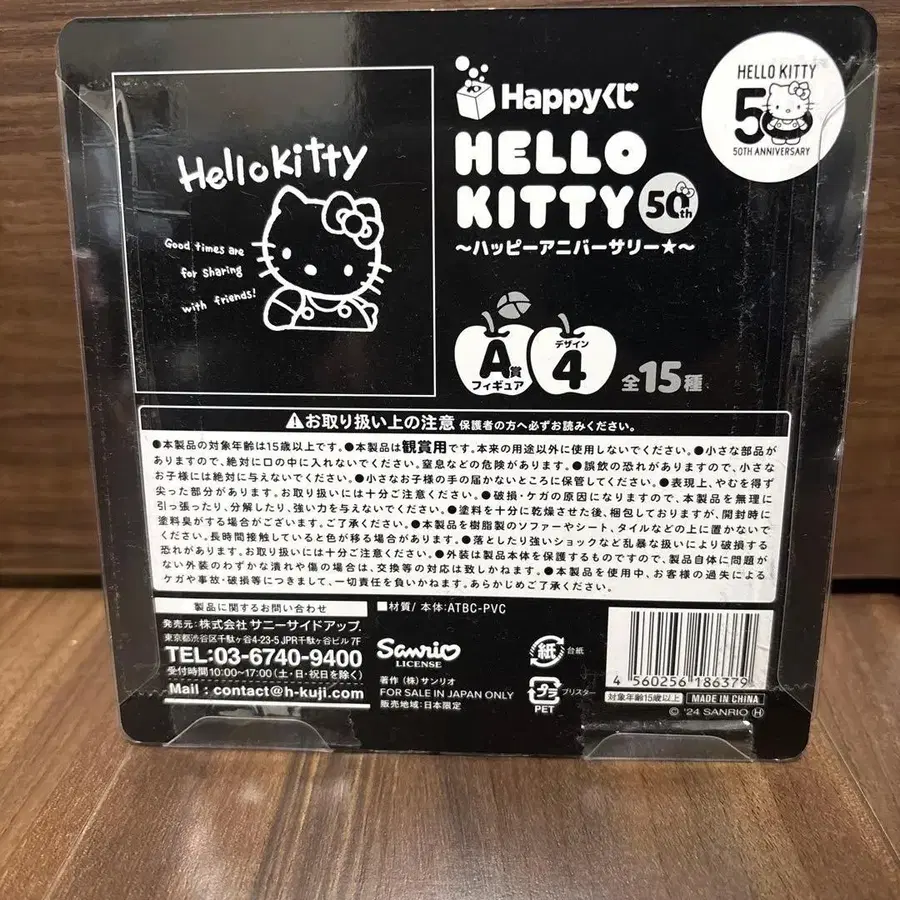 Hello Kitty
Good times are
for sharing
with friends!
Happyくじ
HELLO
KITTY 50th
～ハッピーアニバーサリー★～
HELLO KITTY
50
50TH ANNIVERSARY
A賞
フィギュア
デザイン
4
全15種
⚠お取り扱い上の注意 保護者の方へ必ずお読みください。
●本製品の対象年齢は15歳以上です。●本製品は観賞用です。本来の用途以外に使用しないでください。●小さな部品が
ありますので、絶対に口の中に入れないでください。窒息などの危険があります。●誤飲の恐れがありますので、小さな
お子様には絶対に与えないでください。●小さなお子様の手の届かないところに保管してください。●表現上、やむを得ず
尖った部分があります。お取り扱いには十分ご注意ください。●破損・ケガの原因になりますので、本製品を無理に
引っ張ったり、分解したり、強い力を与えないでください。●塗料を十分に乾燥させた後、梱包しておりますが、開封時に
塗料臭がする場合がございます。ご了承ください。●本製品を樹脂製のソファーやシート、タイルなどの上に置かないで
ください。長時間接触していると色が移る場合があります。●落としたり強いショックなど乱暴な扱いにより破損する
恐れがあります。お取り扱いには十分ご注意ください。●外装は製品本体を保護するものですので、製品自体に問題が
ない外装のわずかな潰れや傷の場合は、交換等の対応は致しかねます。●本製品を使用中、お客様の過失による
ケガや事故・破損等につきまして、一切責任を負いかねます。あらかじめご了承ください。
製品に関するお問い合わせ
発売元:株式会社 サニーサイドアップ
東京都渋谷区千駄ヶ谷4-23-5 JPR千駄ヶ谷ビル7F
TEL:03-6740-9400
受付時間10:00~17:00(土・日・祝日を除く)
Mail : contact@h-kuji.com
■材質/ 本体:ATBC-PVC
Sanrio
LICENSE
著作 (株)サンリオ
FOR SALE IN JAPAN ONLY
販売地域:日本限定
紙 台紙
プラ ブリスター
PET
4 560256 186379
対象年齢15歳以上
MADE IN CHINA
© '24 SANRIO Ⓗ